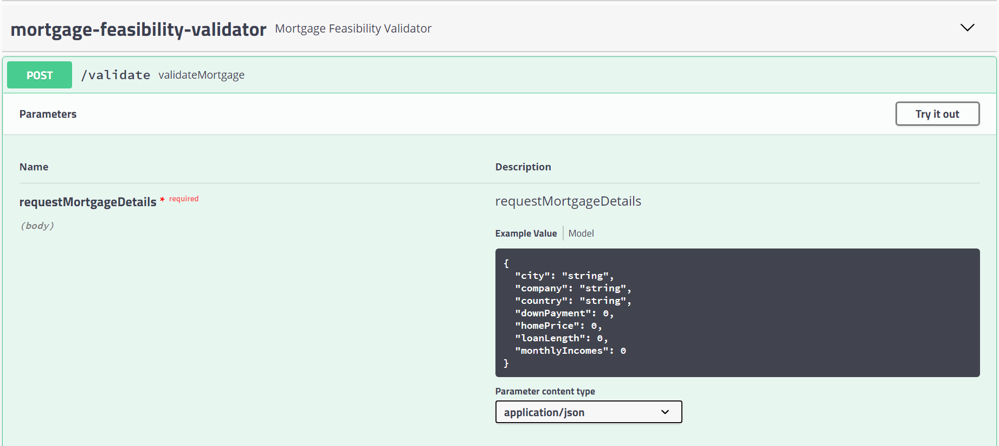 mortgage-feasibility-validator Mortgage Feasibility Validator
POST /validate validateMortgage
Parameters Try it out
Name Description
requestMortgageDetails * required requestMortgageDetails
(body)
Example Value Model
{
"city": "string",
"company": "string",
"country": "string",
"downPayment": 0,
"homePrice": 0,
"loanLength": 0,
"monthlyIncomes": 0
}
Parameter content type
application/json